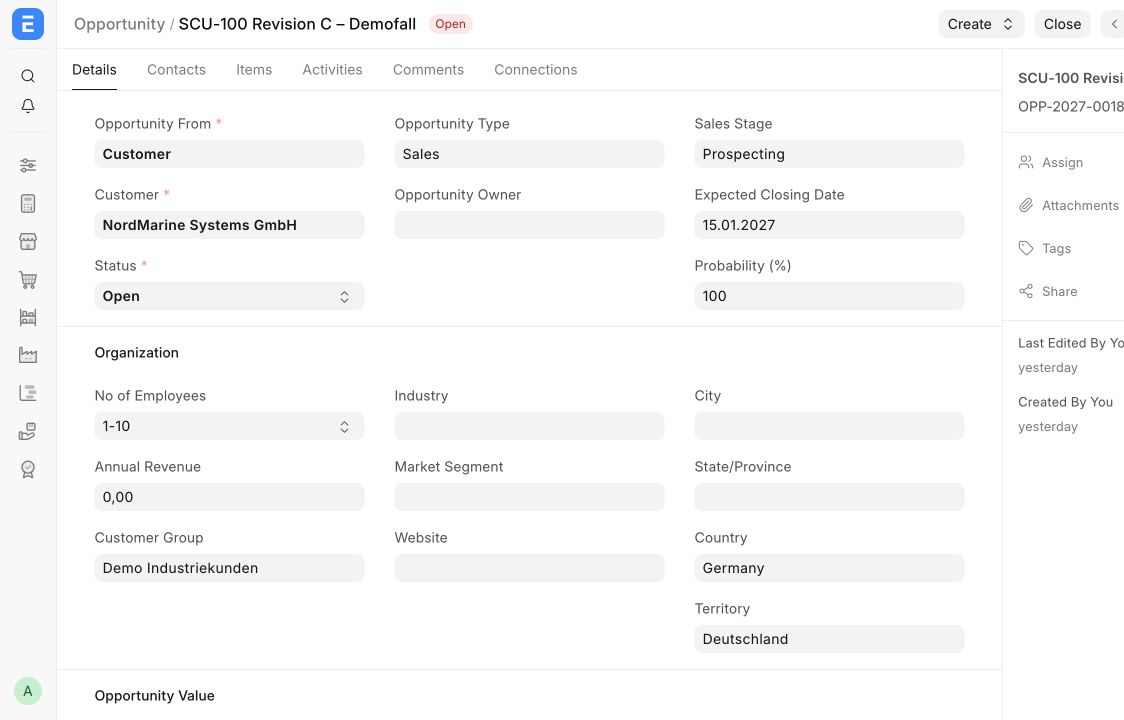 Opportunity / SCU-100 Revision C – Demofall Open Create Close
Details Contacts Items Activities Comments Connections
SCU-100 Revisi
OPP-2027-0018
Opportunity From * Opportunity Type Sales Stage
Customer Sales Prospecting
Assign
Customer * Opportunity Owner Expected Closing Date
Attachments
NordMarine Systems GmbH 15.01.2027
Tags
Status * Probability (%)
Open 100
Share
Last Edited By Yo
yesterday
Organization
No of Employees Industry City
Created By You
1-10
yesterday
Annual Revenue Market Segment State/Province
0,00
Customer Group Website Country
Demo Industriekunden Germany
Territory
Deutschland
A
Opportunity Value